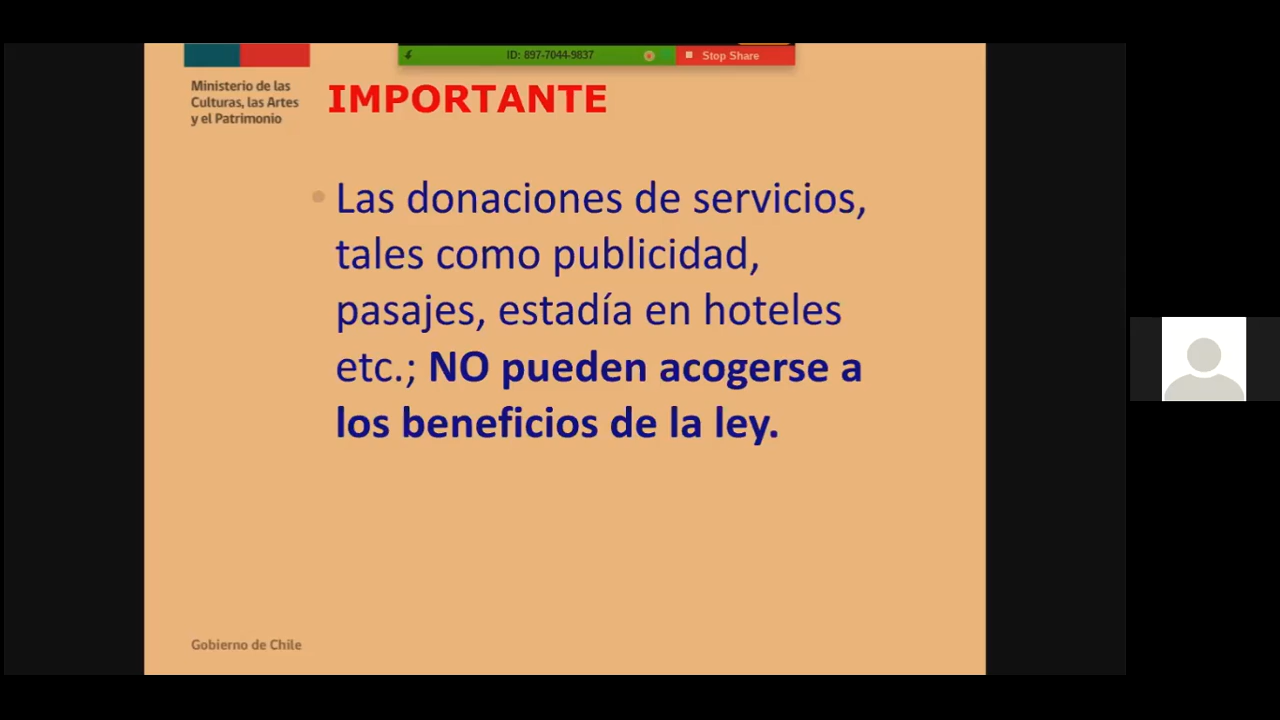 ID: 897-7044-9837
Stop Share
Ministerio de las
Culturas, las Artes
y el Patrimonio
IMPORTANTE
Las donaciones de servicios,
tales como publicidad,
pasajes, estadía en hoteles
etc.; NO pueden acogerse a
los beneficios de la ley.
Gobierno de Chile